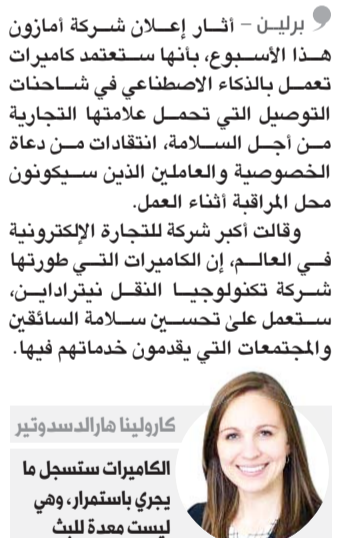 برلين – أثار إعلان شركة أمازون
هذا الأسبوع، بأنها ستعتمد كاميرات
تعمل بالذكاء الاصطناعي في شاحنات
التوصيل التي تحمل علامتها التجارية
من أجل السلامة، انتقادات من دعاة
الخصوصية والعاملين الذين سيكونون
محل المراقبة أثناء العمل.
وقالت أكبر شركة للتجارة الإلكترونية
في العالم، إن الكاميرات التي طورتها
شركة تكنولوجيا النقل نيتراداين،
ستعمل على تحسين سلامة السائقين
والمجتمعات التي يقدمون خدماتهم فيها.
كارولينا هارالدسدوتير
الكاميرات ستسجل ما
يجري باستمرار، وهي
ليست معدة للبث